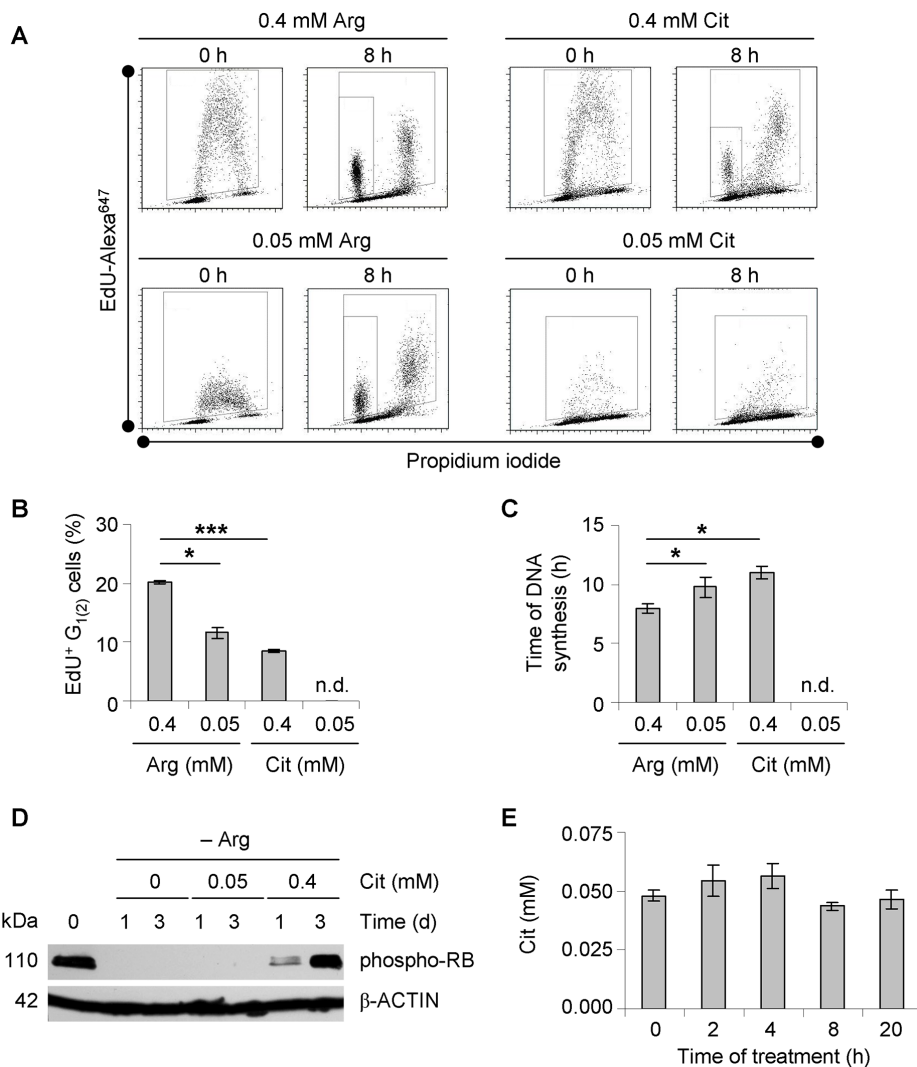 A
0.4 mM Arg
0.4 mM Cit
0 h
8 h
0 h
8 h
0.05 mM Arg
0.05 mM Cit
0 h
8 h
0 h
8 h
EdU-Alexa⁶⁴⁷
Propidium iodide
B
EdU⁺ G₁₍₂₎ cells (%)
30
20
10
0
***
*
n.d.
0.4 0.05 0.4 0.05
Arg (mM) Cit (mM)
C
Time of DNA
synthesis (h)
15
10
5
0
*
*
n.d.
0.4 0.05 0.4 0.05
Arg (mM) Cit (mM)
D
– Arg
0 0.05 0.4 Cit (mM)
kDa 0 1 3 1 3 1 3 Time (d)
110 phospho-RB
42 β-ACTIN
E
Cit (mM)
0.075
0.050
0.025
0.000
0 2 4 8 20
Time of treatment (h)